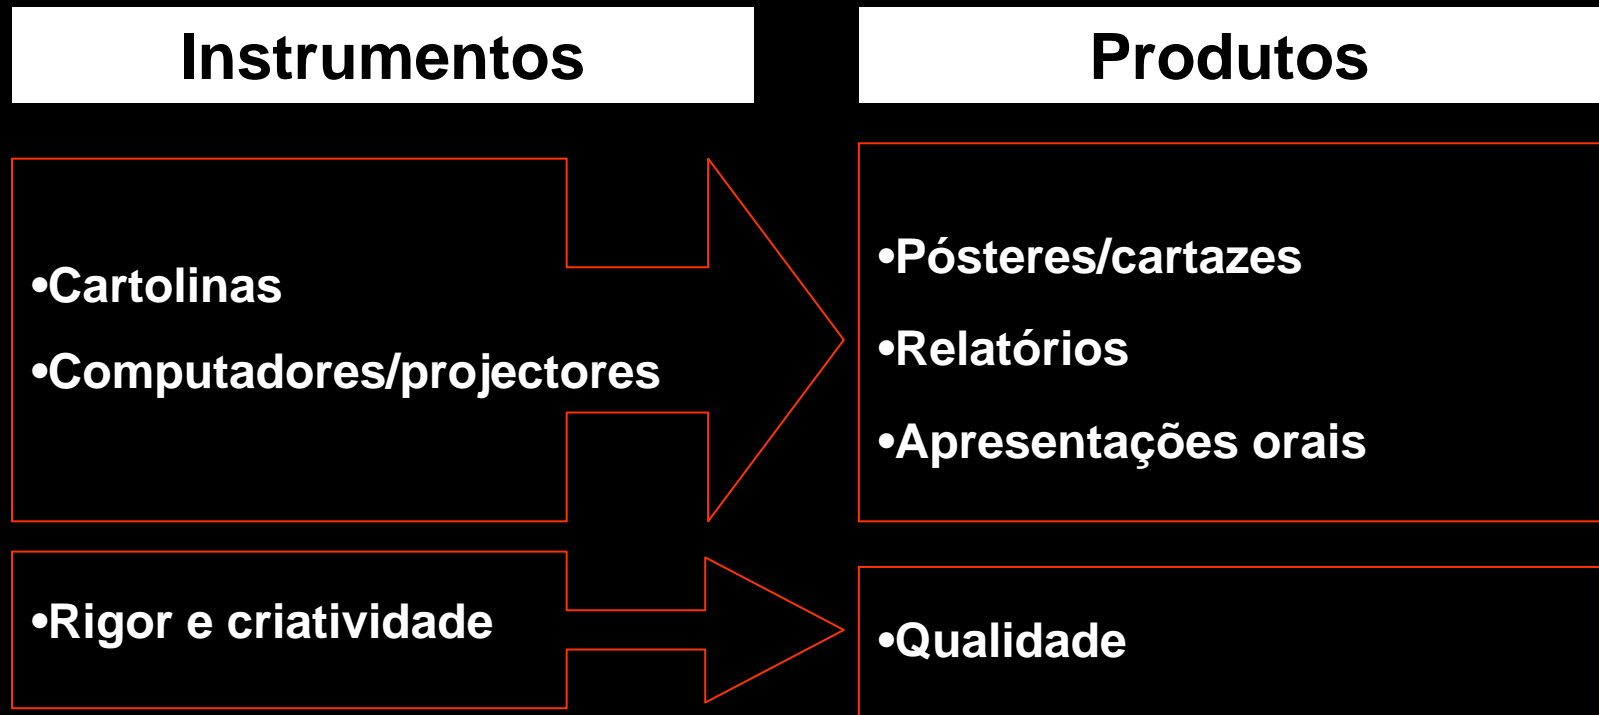 Instrumentos
Produtos
•Cartolinas
•Computadores/projectores
•Pósteres/cartazes
•Relatórios
•Apresentações orais
•Rigor e criatividade
•Qualidade